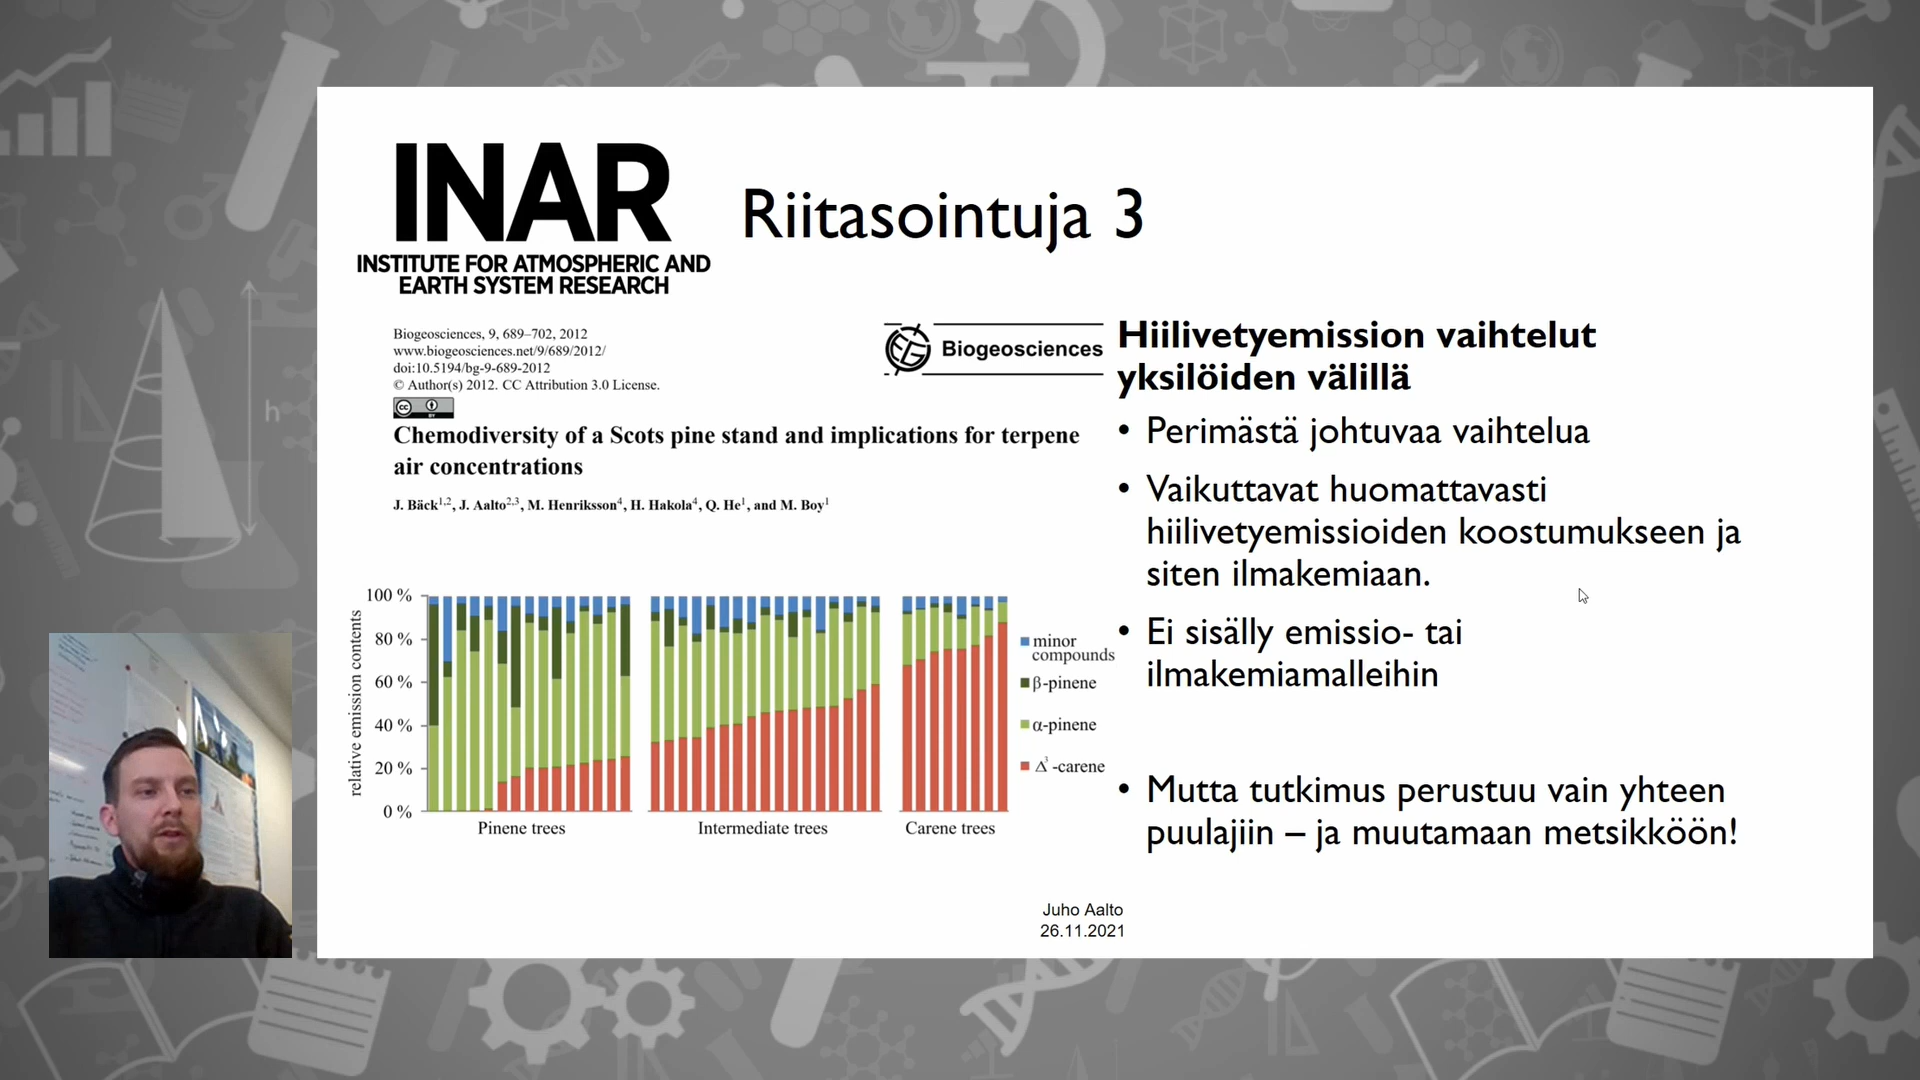 INAR
INSTITUTE FOR ATMOSPHERIC AND
EARTH SYSTEM RESEARCH
Riitasointuja 3
Biogeosciences, 9, 689–702, 2012
www.biogeosciences.net/9/689/2012/
doi:10.5194/bg-9-689-2012
© Author(s) 2012. CC Attribution 3.0 License.
cc
BY
EGU
Biogeosciences
Chemodiversity of a Scots pine stand and implications for terpene
air concentrations
J. Bäck1,2, J. Aalto2,3, M. Henriksson4, H. Hakola4, Q. He1, and M. Boy1
relative emission contents
100 %
80 %
60 %
40 %
20 %
0 %
Pinene trees
Intermediate trees
Carene trees
minor
compounds
β-pinene
α-pinene
Δ3-carene
Hiilivetyemission vaihtelut
yksilöiden välillä
• Perimästä johtuvaa vaihtelua
• Vaikuttavat huomattavasti
hiilivetyemissioiden koostumukseen ja
siten ilmakemiaan.
• Ei sisälly emissio- tai
ilmakemiamalleihin
• Mutta tutkimus perustuu vain yhteen
puulajiin – ja muutamaan metsikköön!
Juho Aalto
26.11.2021
h